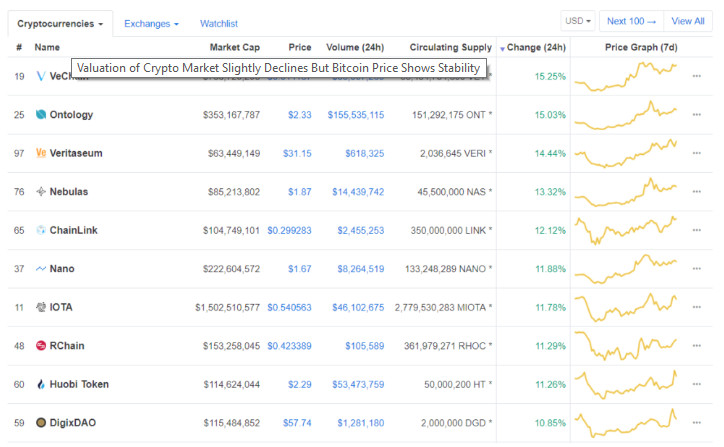 Cryptocurrencies Exchanges Watchlist USD Next 100 → View All
# Name Market Cap Price Volume (24h) Circulating Supply Change (24h) Price Graph (7d)
Valuation of Crypto Market Slightly Declines But Bitcoin Price Shows Stability
19 15.25%
25 Ontology $353,167,787 $2.33 $155,535,115 151,292,175 ONT * 15.03%
97 Veritaseum $63,449,149 $31.15 $618,325 2,036,645 VERI * 14.44%
76 Nebulas $85,213,802 $1.87 $14,439,742 45,500,000 NAS * 13.32%
65 ChainLink $104,749,101 $0.299283 $2,455,253 350,000,000 LINK * 12.12%
37 Nano $222,604,572 $1.67 $8,264,519 133,248,289 NANO * 11.88%
11 IOTA $1,502,510,577 $0.540563 $46,102,675 2,779,530,283 MIOTA * 11.78%
48 RChain $153,258,045 $0.423389 $105,589 361,979,271 RHOC * 11.29%
60 Huobi Token $114,624,044 $2.29 $53,473,759 50,000,200 HT * 11.26%
59 DigixDAO $115,484,852 $57.74 $1,281,180 2,000,000 DGD * 10.85%